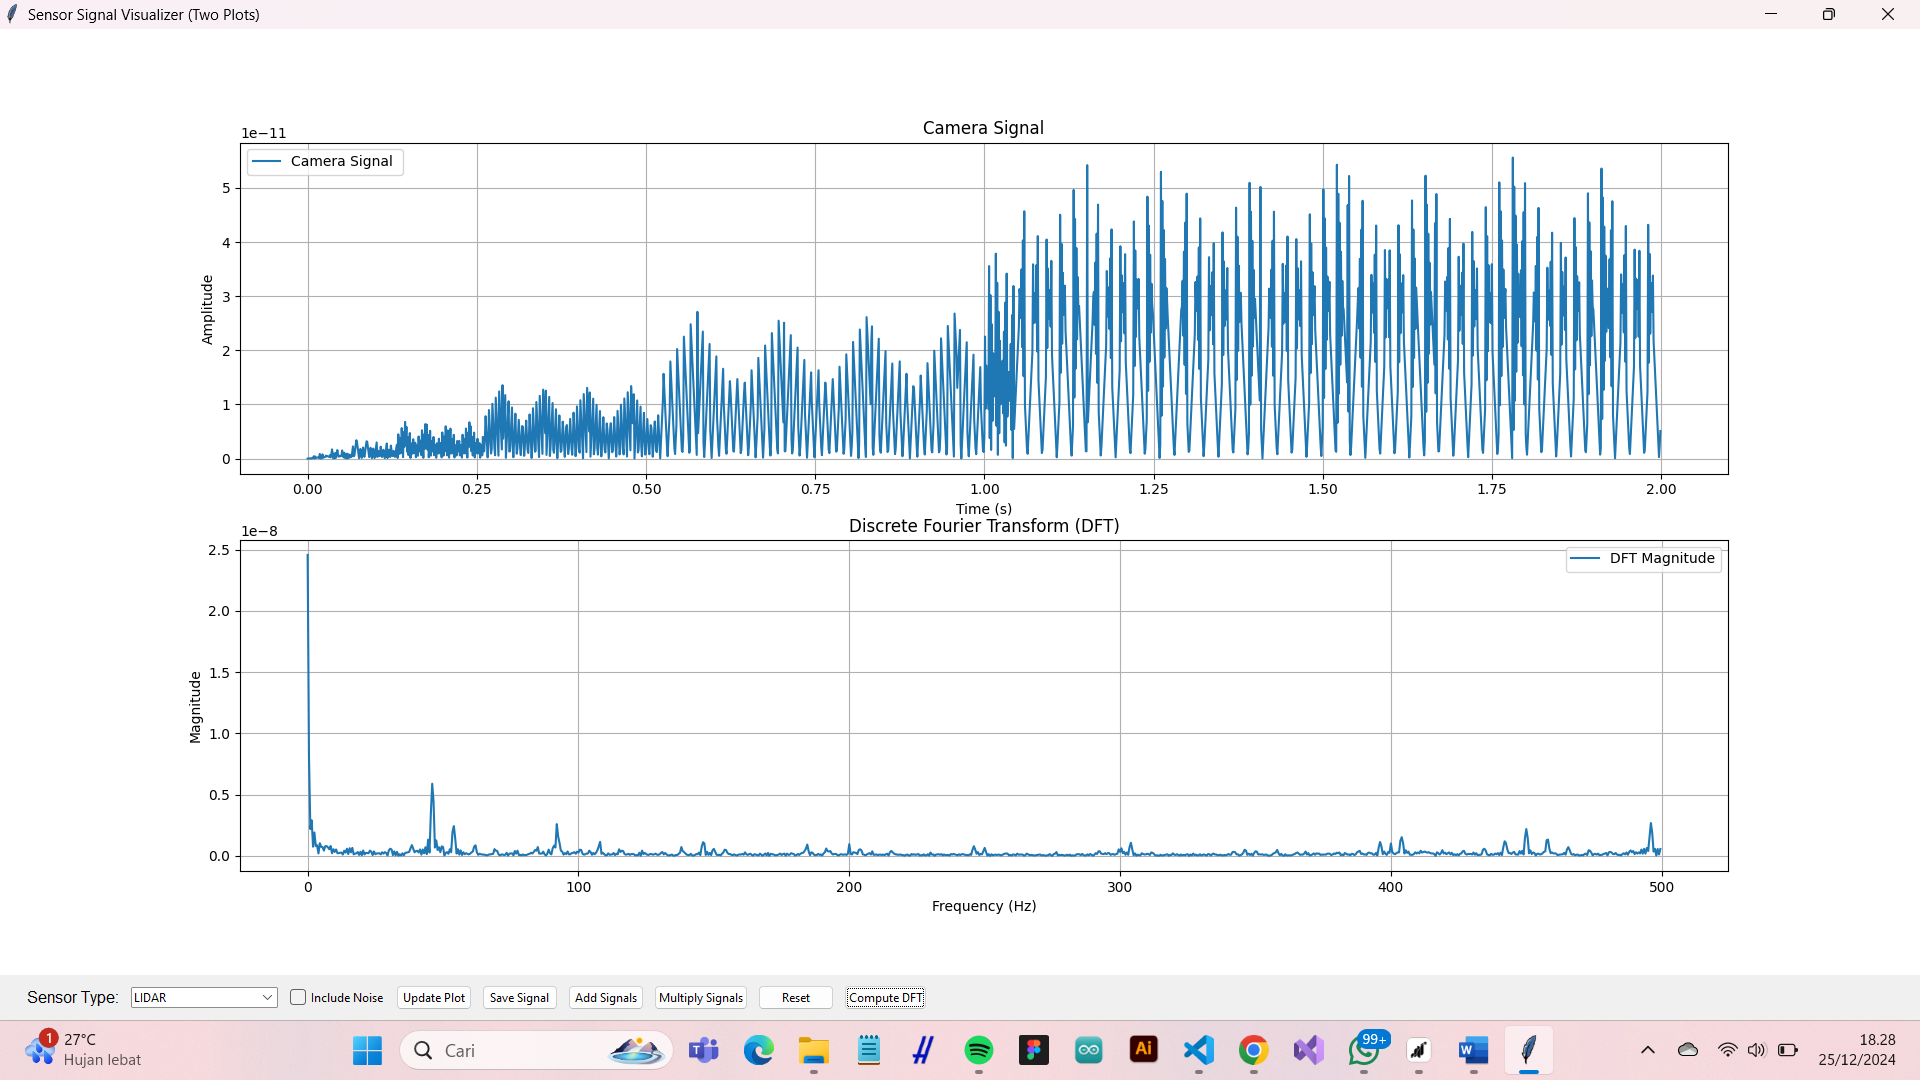 Sensor Signal Visualizer (Two Plots)
Camera Signal
1e−11
Camera Signal
5
4
3
2
1
0
Amplitude
0.00 0.25 0.50 0.75 1.00 1.25 1.50 1.75 2.00
Time (s)
Discrete Fourier Transform (DFT)
1e−8
DFT Magnitude
2.5
2.0
1.5
1.0
0.5
0.0
Magnitude
0 100 200 300 400 500
Frequency (Hz)
Sensor Type: LIDAR Include Noise Update Plot Save Signal Add Signals Multiply Signals Reset Compute DFT
1 27°C
Hujan lebat
Cari
T
Ai
99+
W
18.28
25/12/2024